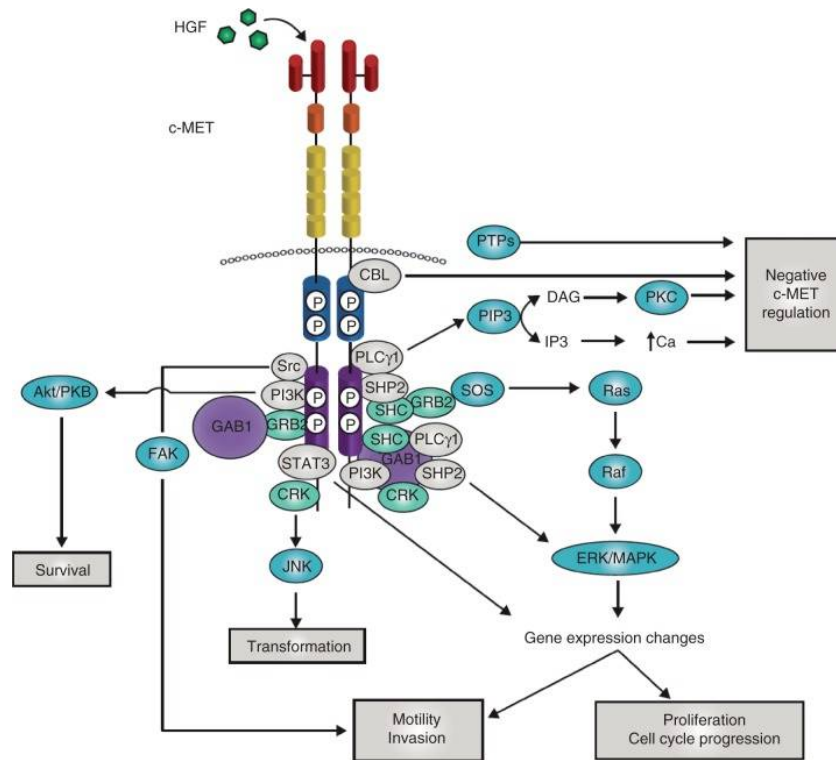 HGF
c-MET
PTPs
CBL
Negative
c-MET
regulation
DAG
PKC
PIP3
IP3
↑Ca
P P
P P
PLCγ1
Src
SHP2
Akt/PKB
PI3K
SHC
GRB2
SOS
Ras
GAB1
GRB2
P P
P P
SHC
PLCγ1
FAK
GAB1
STAT3
PI3K
SHP2
Raf
CRK
CRK
ERK/MAPK
Survival
JNK
Transformation
Gene expression changes
Motility
Invasion
Proliferation
Cell cycle progression